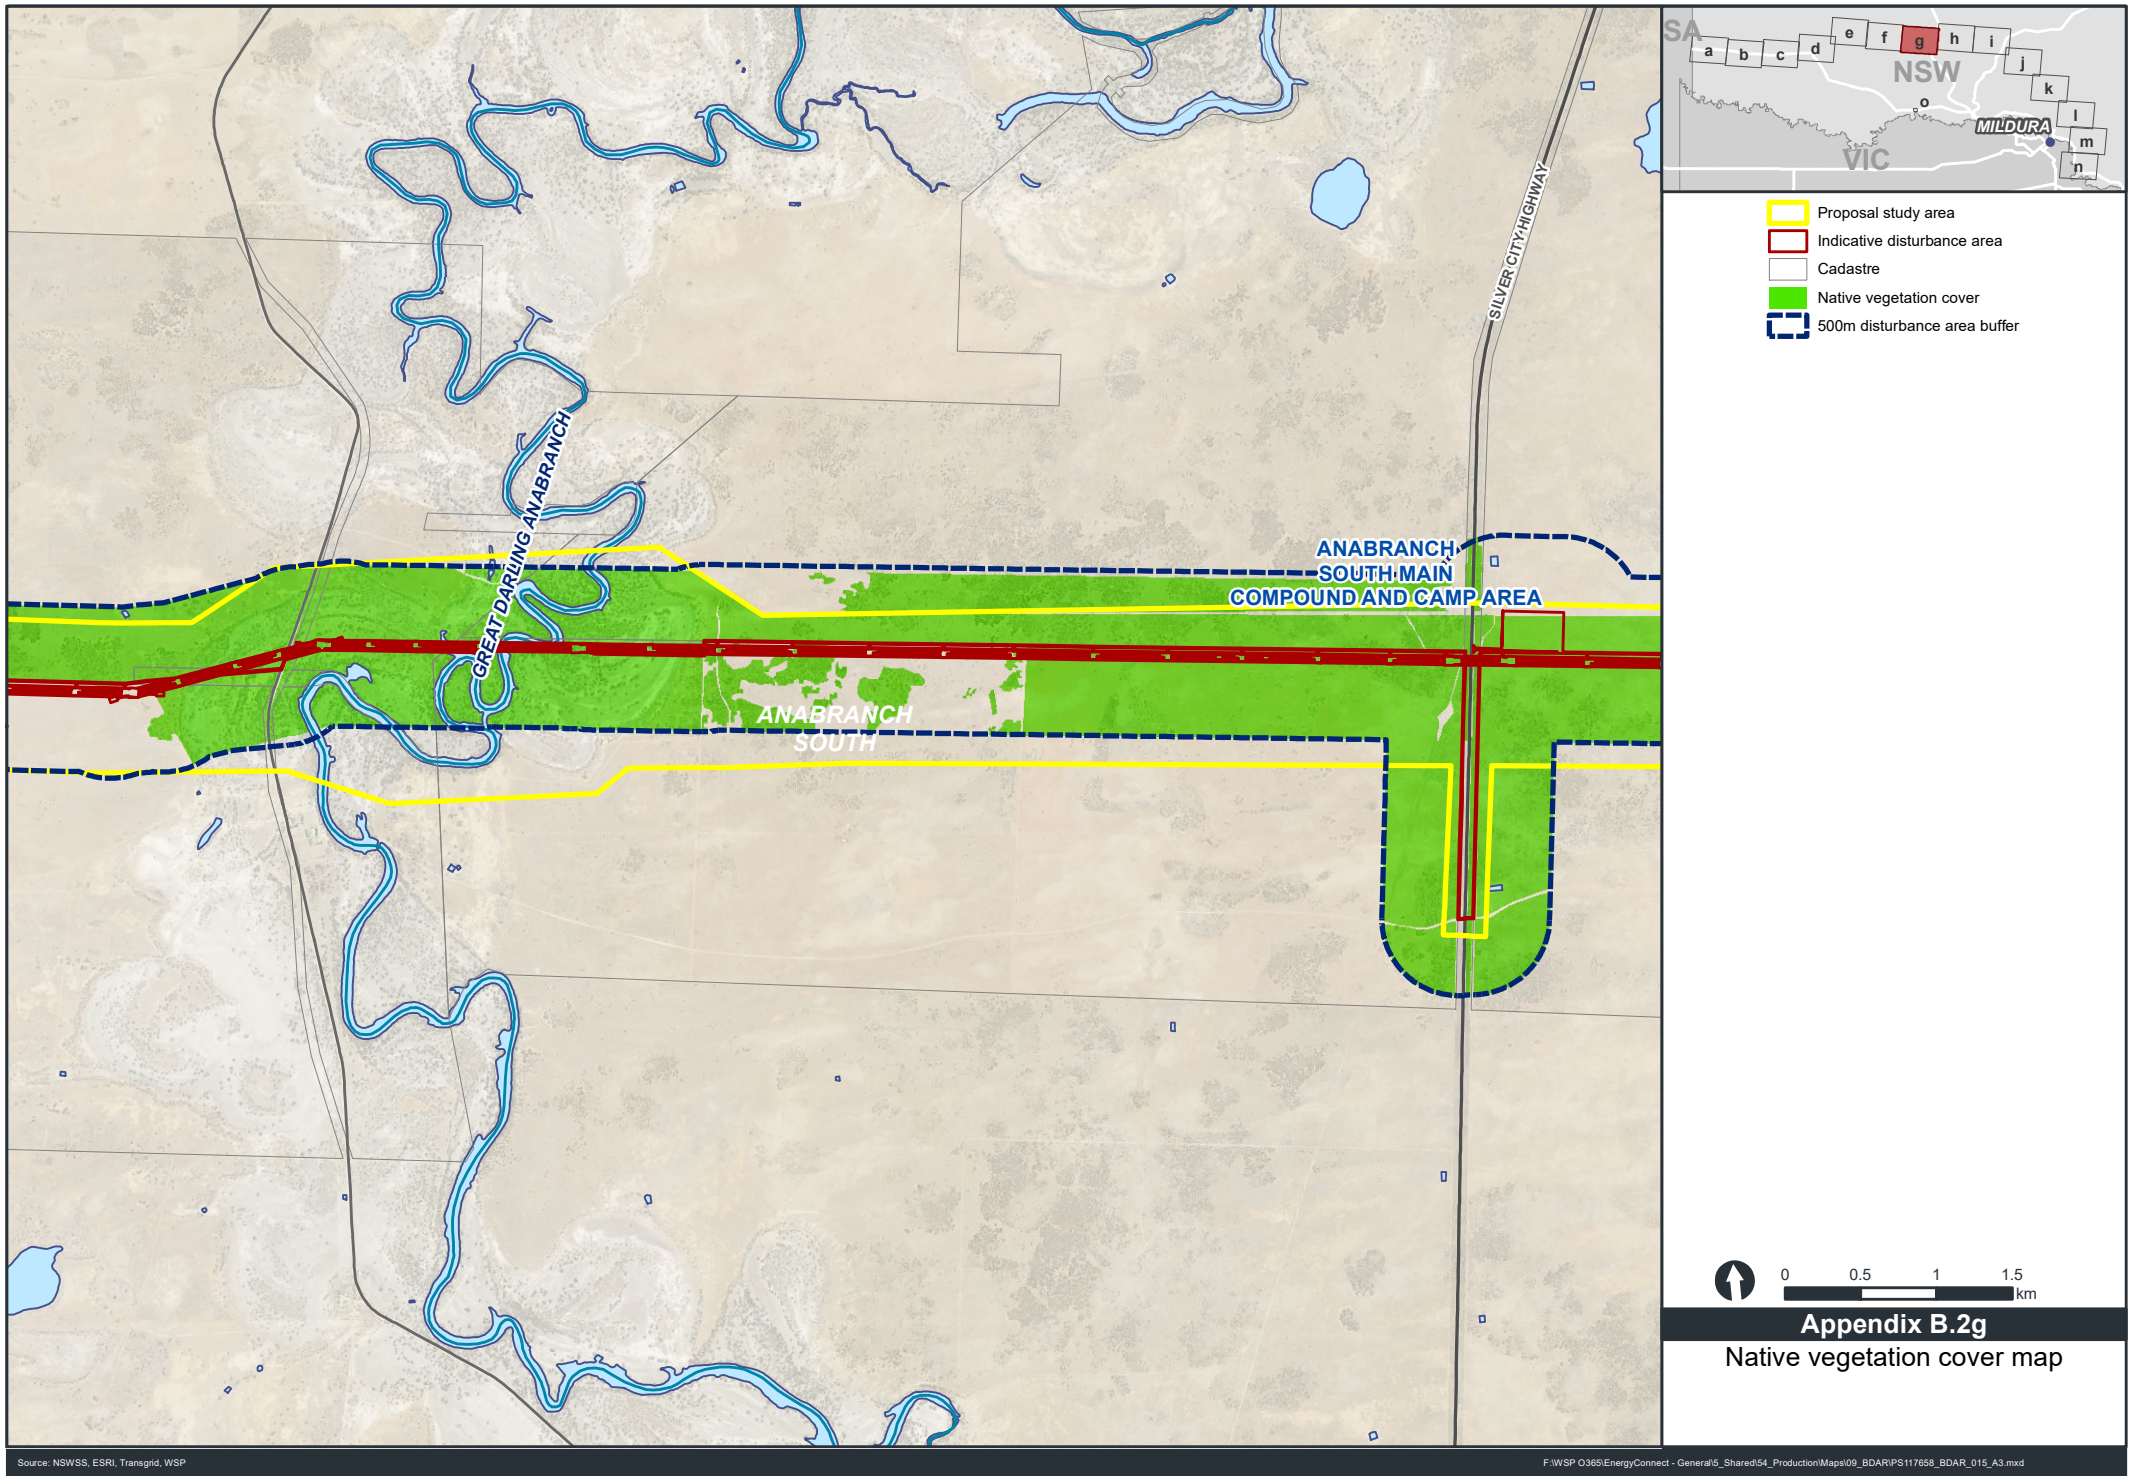 SA
a
b
c
d
e
f
g
h
i
j
k
l
m
n
o
NSW
MILDURA
VIC
Proposal study area
Indicative disturbance area
Cadastre
Native vegetation cover
500m disturbance area buffer
SILVER CITY HIGHWAY
GREAT DARLING ANABRANCH
ANABRANCH
SOUTH MAIN
COMPOUND AND CAMP AREA
ANABRANCH
SOUTH
0 0.5 1 1.5
km
Appendix B.2g
Native vegetation cover map
Source: NSWSS, ESRI, Transgrid, WSP
F:\WSP O365\EnergyConnect - General\5_Shared\54_Production\Maps\09_BDAR\PS117658_BDAR_015_A3.mxd